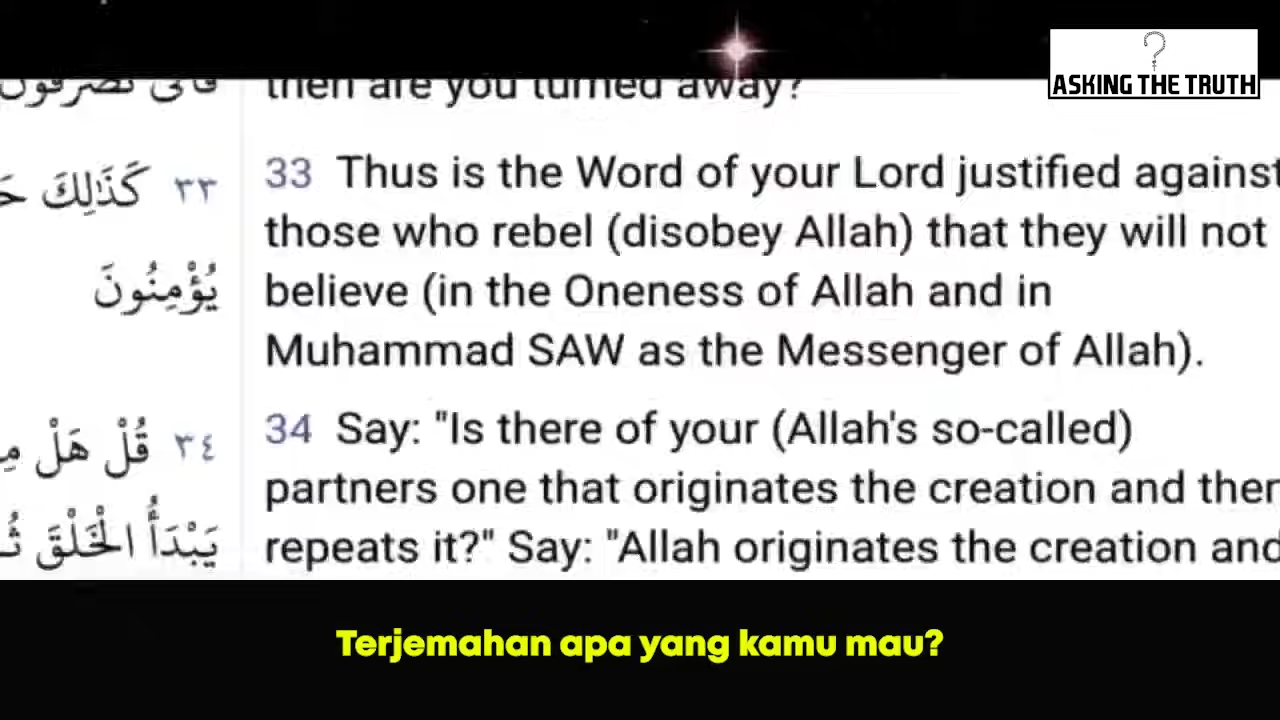 ASKING THE TRUTH
then are you turned away?
فأنى تصرفون
33 Thus is the Word of your Lord justified against
those who rebel (disobey Allah) that they will not
believe (in the Oneness of Allah and in
Muhammad SAW as the Messenger of Allah).
٣٣ كَذَٰلِكَ
يُؤْمِنُونَ
34 Say: "Is there of your (Allah's so-called)
partners one that originates the creation and then
repeats it?" Say: "Allah originates the creation and
٣٤ قُلْ هَلْ
يَبْدَأُ الْخَلْقَ
Terjemahan apa yang kamu mau?